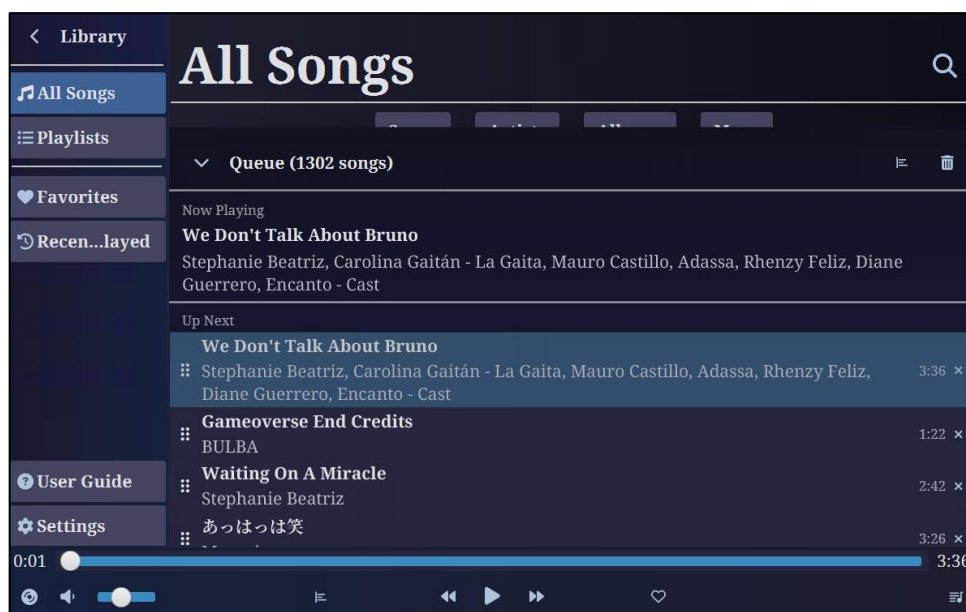 Library
All Songs
All Songs
Playlists
Favorites
Recen...layed
User Guide
Settings
Queue (1302 songs)
Now Playing
We Don't Talk About Bruno
Stephanie Beatriz, Carolina Gaitán - La Gaita, Mauro Castillo, Adassa, Rhenzy Feliz, Diane
Guerrero, Encanto - Cast
Up Next
We Don't Talk About Bruno
Stephanie Beatriz, Carolina Gaitán - La Gaita, Mauro Castillo, Adassa, Rhenzy Feliz,
Diane Guerrero, Encanto - Cast
3:36
Gameoverse End Credits
BULBA
1:22
Waiting On A Miracle
Stephanie Beatriz
2:42
あっはっは笑
3:26
0:01
3:36